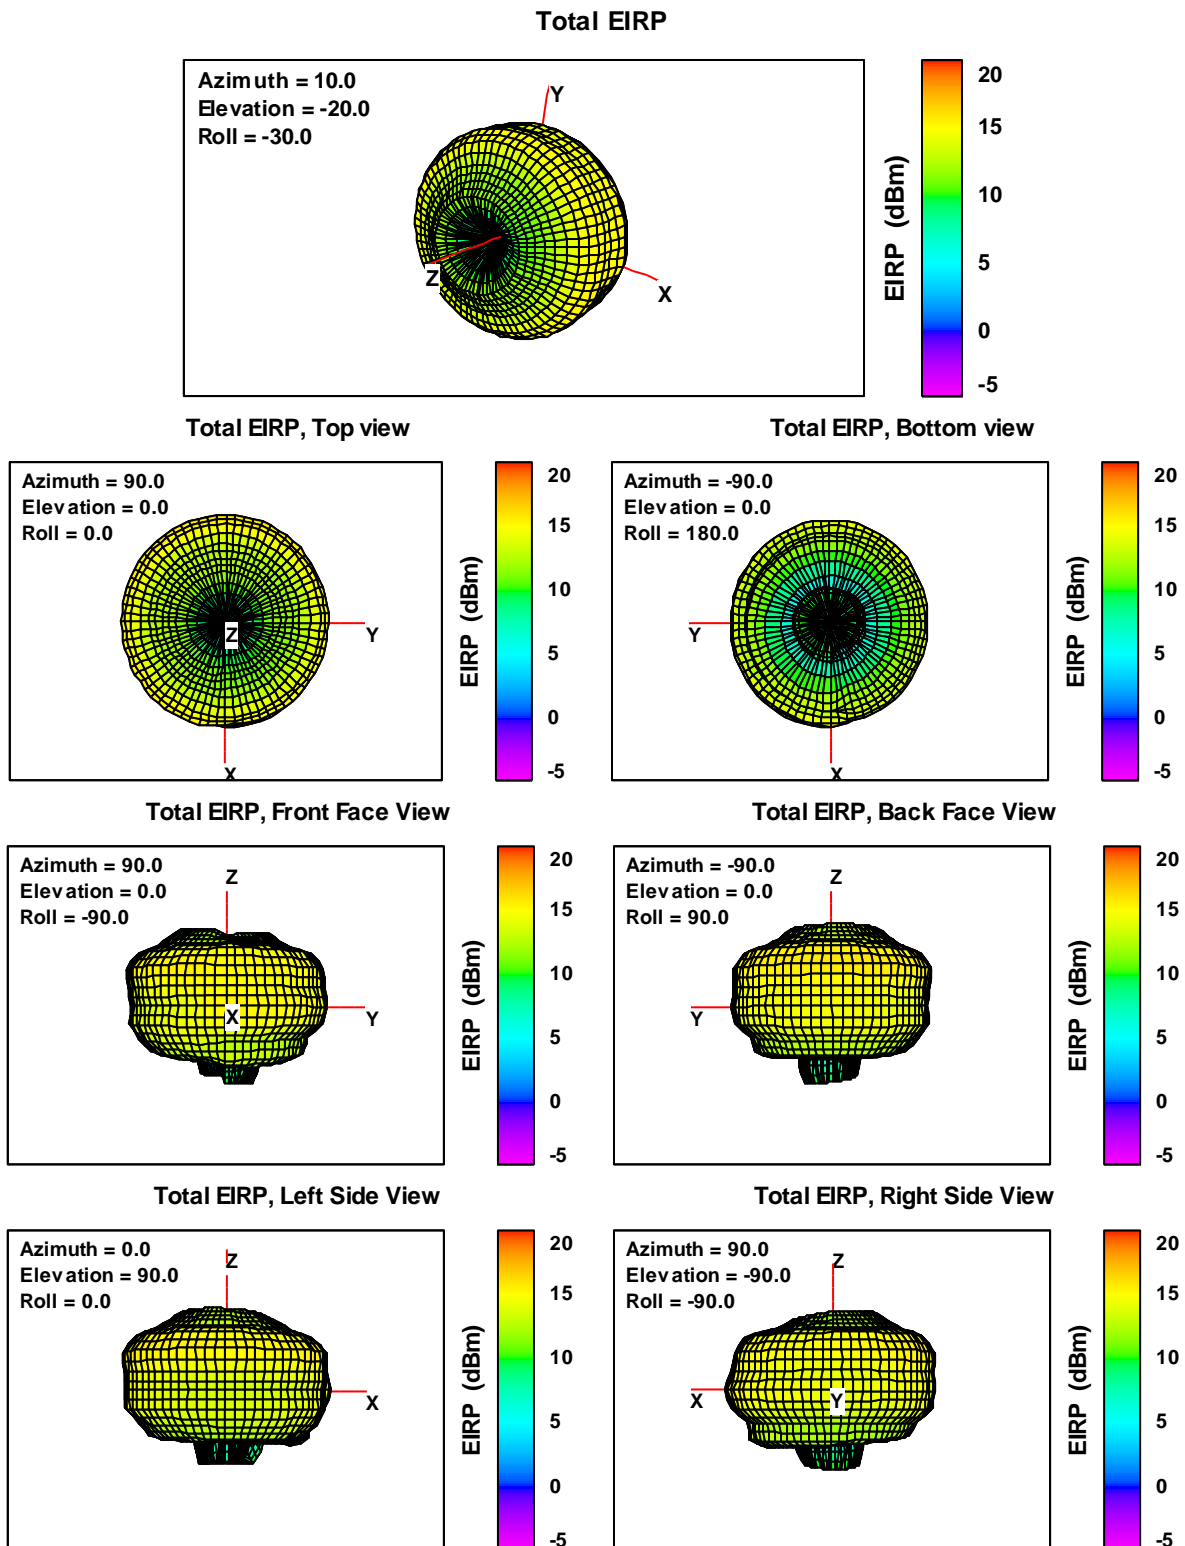 Total EIRP
Azimuth = 10.0
Elevation = -20.0
Roll = -30.0
Y
Z
X
20
15
10
5
0
-5
EIRP (dBm)
Total EIRP, Top view
Azimuth = 90.0
Elevation = 0.0
Roll = 0.0
Z
Y
X
20
15
10
5
0
-5
EIRP (dBm)
Total EIRP, Bottom view
Azimuth = -90.0
Elevation = 0.0
Roll = 180.0
Y
X
20
15
10
5
0
-5
EIRP (dBm)
Total EIRP, Front Face View
Azimuth = 90.0
Elevation = 0.0
Roll = -90.0
Z
X
Y
20
15
10
5
0
-5
EIRP (dBm)
Total EIRP, Back Face View
Azimuth = -90.0
Elevation = 0.0
Roll = 90.0
Z
Y
20
15
10
5
0
-5
EIRP (dBm)
Total EIRP, Left Side View
Azimuth = 0.0
Elevation = 90.0
Roll = 0.0
Z
X
20
15
10
5
0
-5
EIRP (dBm)
Total EIRP, Right Side View
Azimuth = 90.0
Elevation = -90.0
Roll = -90.0
Z
X
Y
20
15
10
5
0
-5
EIRP (dBm)